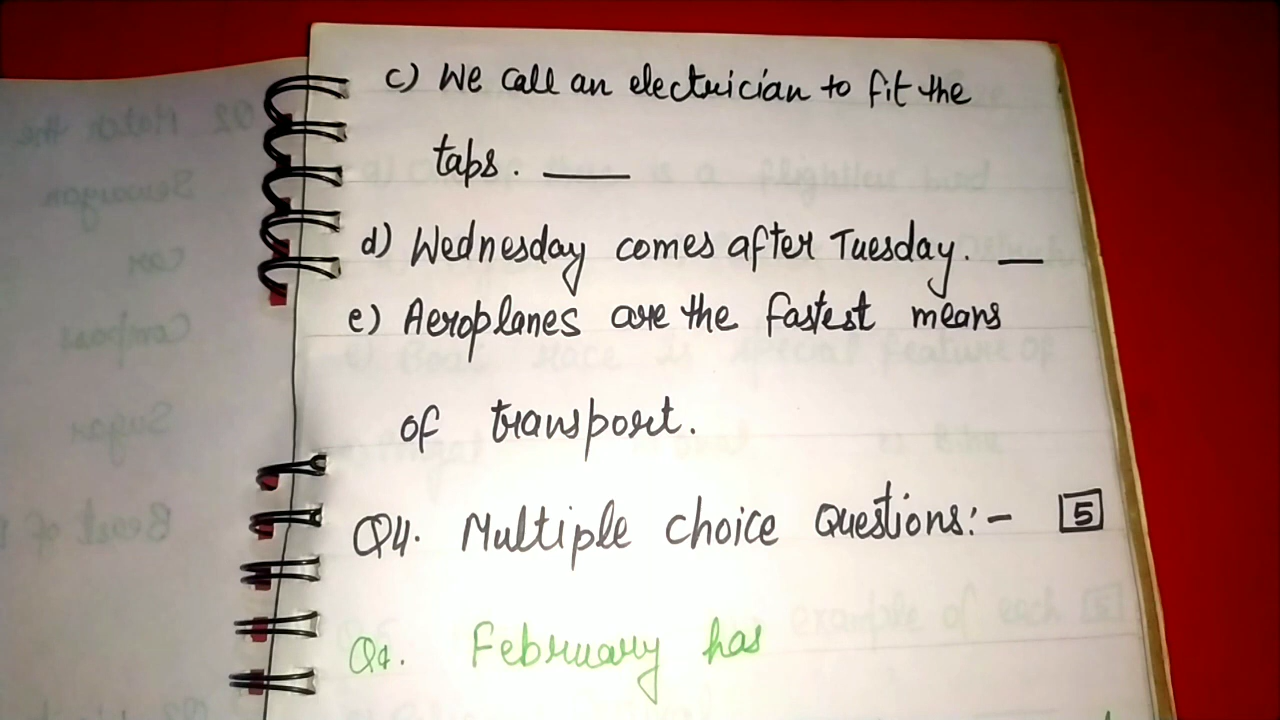 c) We call an electrician to fit the
taps. ____
d) Wednesday comes after Tuesday. __
e) Aeroplanes are the fastest means
of transport.
Q4. Multiple choice Questions:- 5
Q1. February has